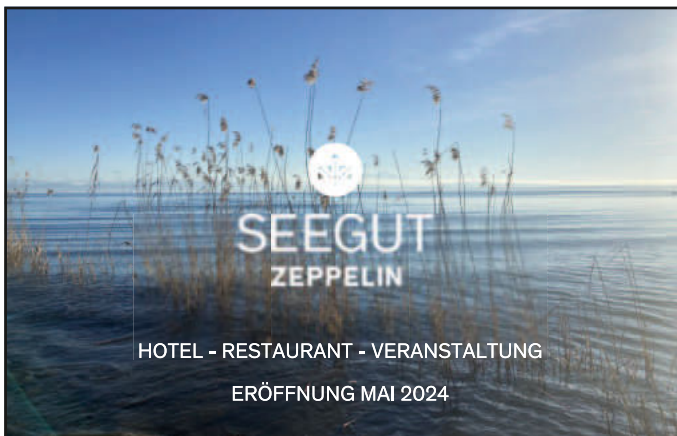 SEEGUT
ZEPPELIN
HOTEL - RESTAURANT - VERANSTALTUNG
ERÖFFNUNG MAI 2024